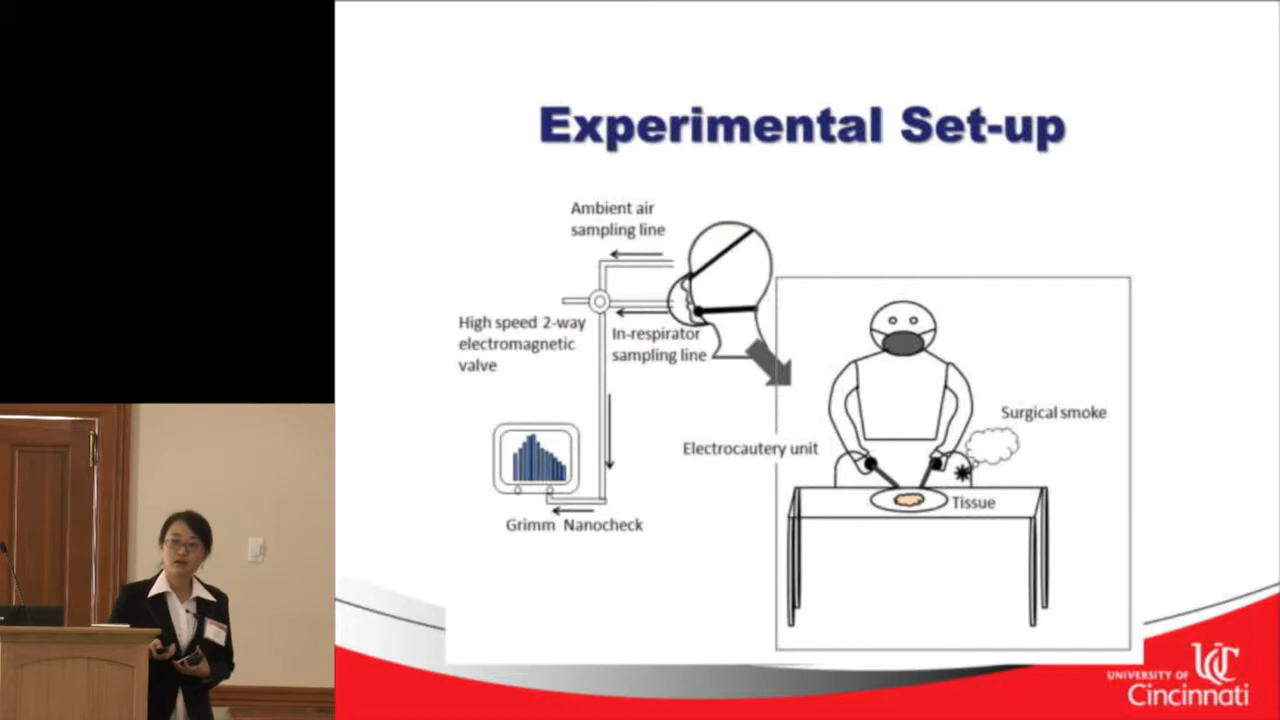 Experimental Set-up
Ambient air
sampling line
High speed 2-way
electromagnetic
valve
In-respirator
sampling line
Grimm Nanocheck
Electrocautery unit
Surgical smoke
Tissue
UNIVERSITY OF
Cincinnati